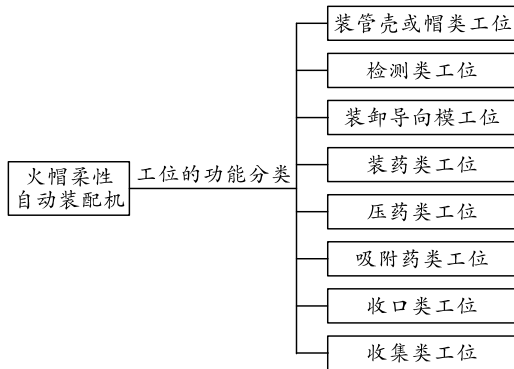 装管壳或帽类工位
检测类工位
装卸导向模工位
装药类工位
火帽柔性
自动装配机
工位的功能分类
压药类工位
吸附药类工位
收口类工位
收集类工位